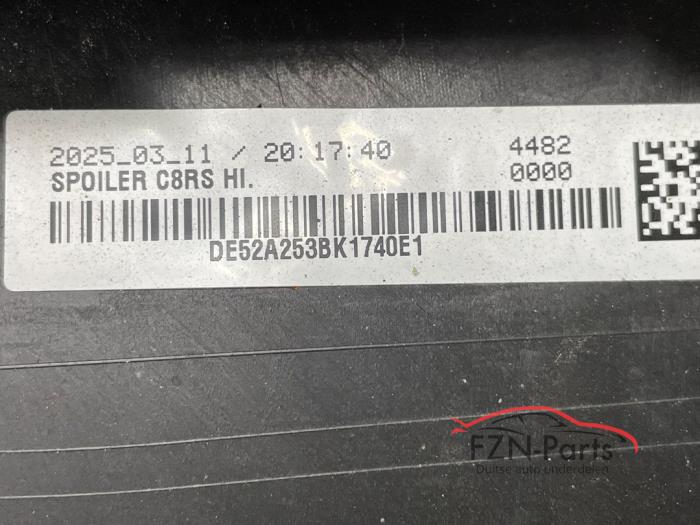 2025_03_11 / 20:17:40 4482
SPOILER C8RS HI. 0000
DE52A253BK1740E1
FZN-Parts
Duitse auto onderdelen